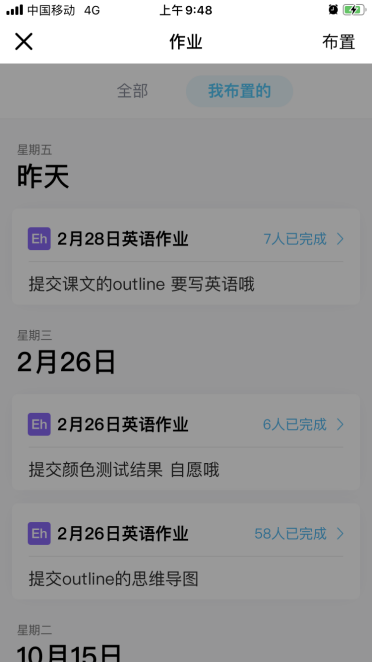 中国移动 4G 上午9:48
作业 布置
全部 我布置的
星期五
昨天
Eh 2月28日英语作业 7人已完成
提交课文的outline 要写英语哦
星期三
2月26日
Eh 2月26日英语作业 6人已完成
提交颜色测试结果 自愿哦
Eh 2月26日英语作业 58人已完成
提交outline的思维导图
星期二
10月15日